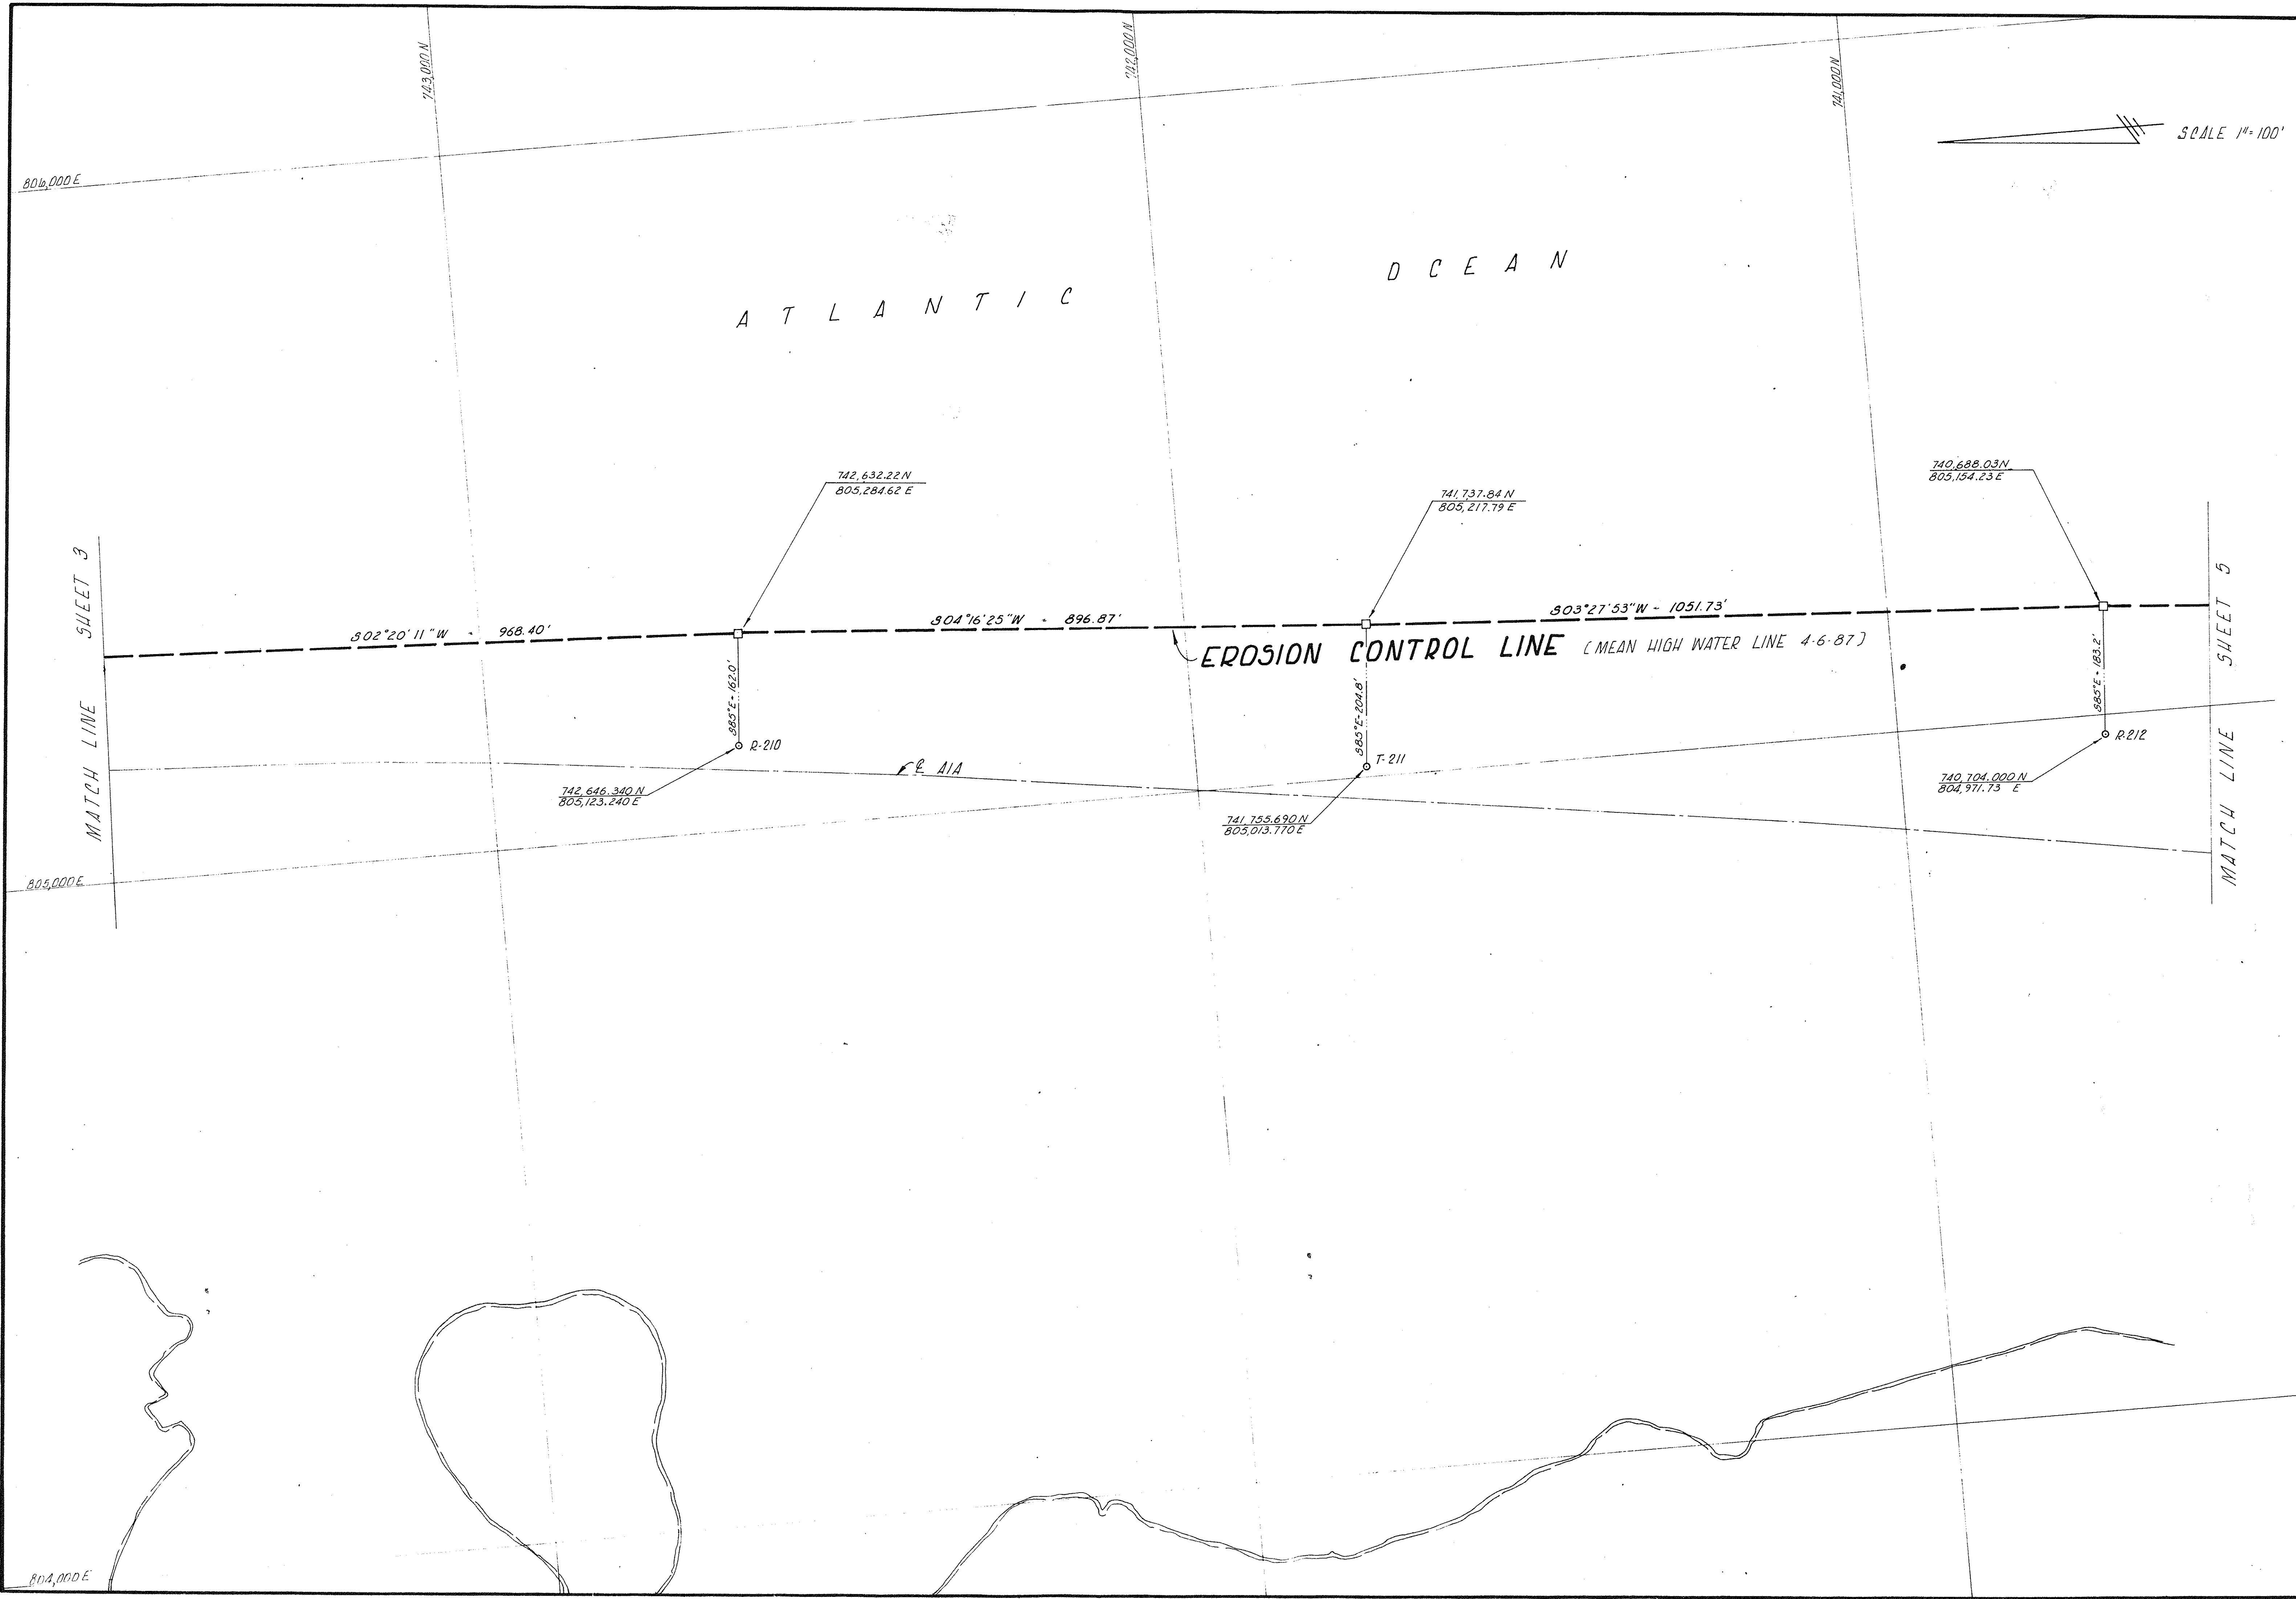 743,000 N
742,000 N
741,000 N
SCALE 1"=100'
806,000 E
ATLANTIC OCEAN
742,632.22 N
805,284.62 E
741,737.84 N
805,217.79 E
740,688.03 N
805,154.23 E
MATCH LINE SHEET 3
S02°20'11"W - 968.40'
S04°16'25"W - 896.87'
S03°27'53"W - 1051.73'
EROSION CONTROL LINE (MEAN HIGH WATER LINE 4-6-87)
MATCH LINE SHEET 5
S85°E - 162.0'
S85°E - 204.8'
S85°E - 183.2'
R-210
T-211
R-212
℄ A1A
742,646.340 N
805,123.240 E
741,755.690 N
805,013.770 E
740,704.000 N
804,971.73 E
805,000 E
804,000 E